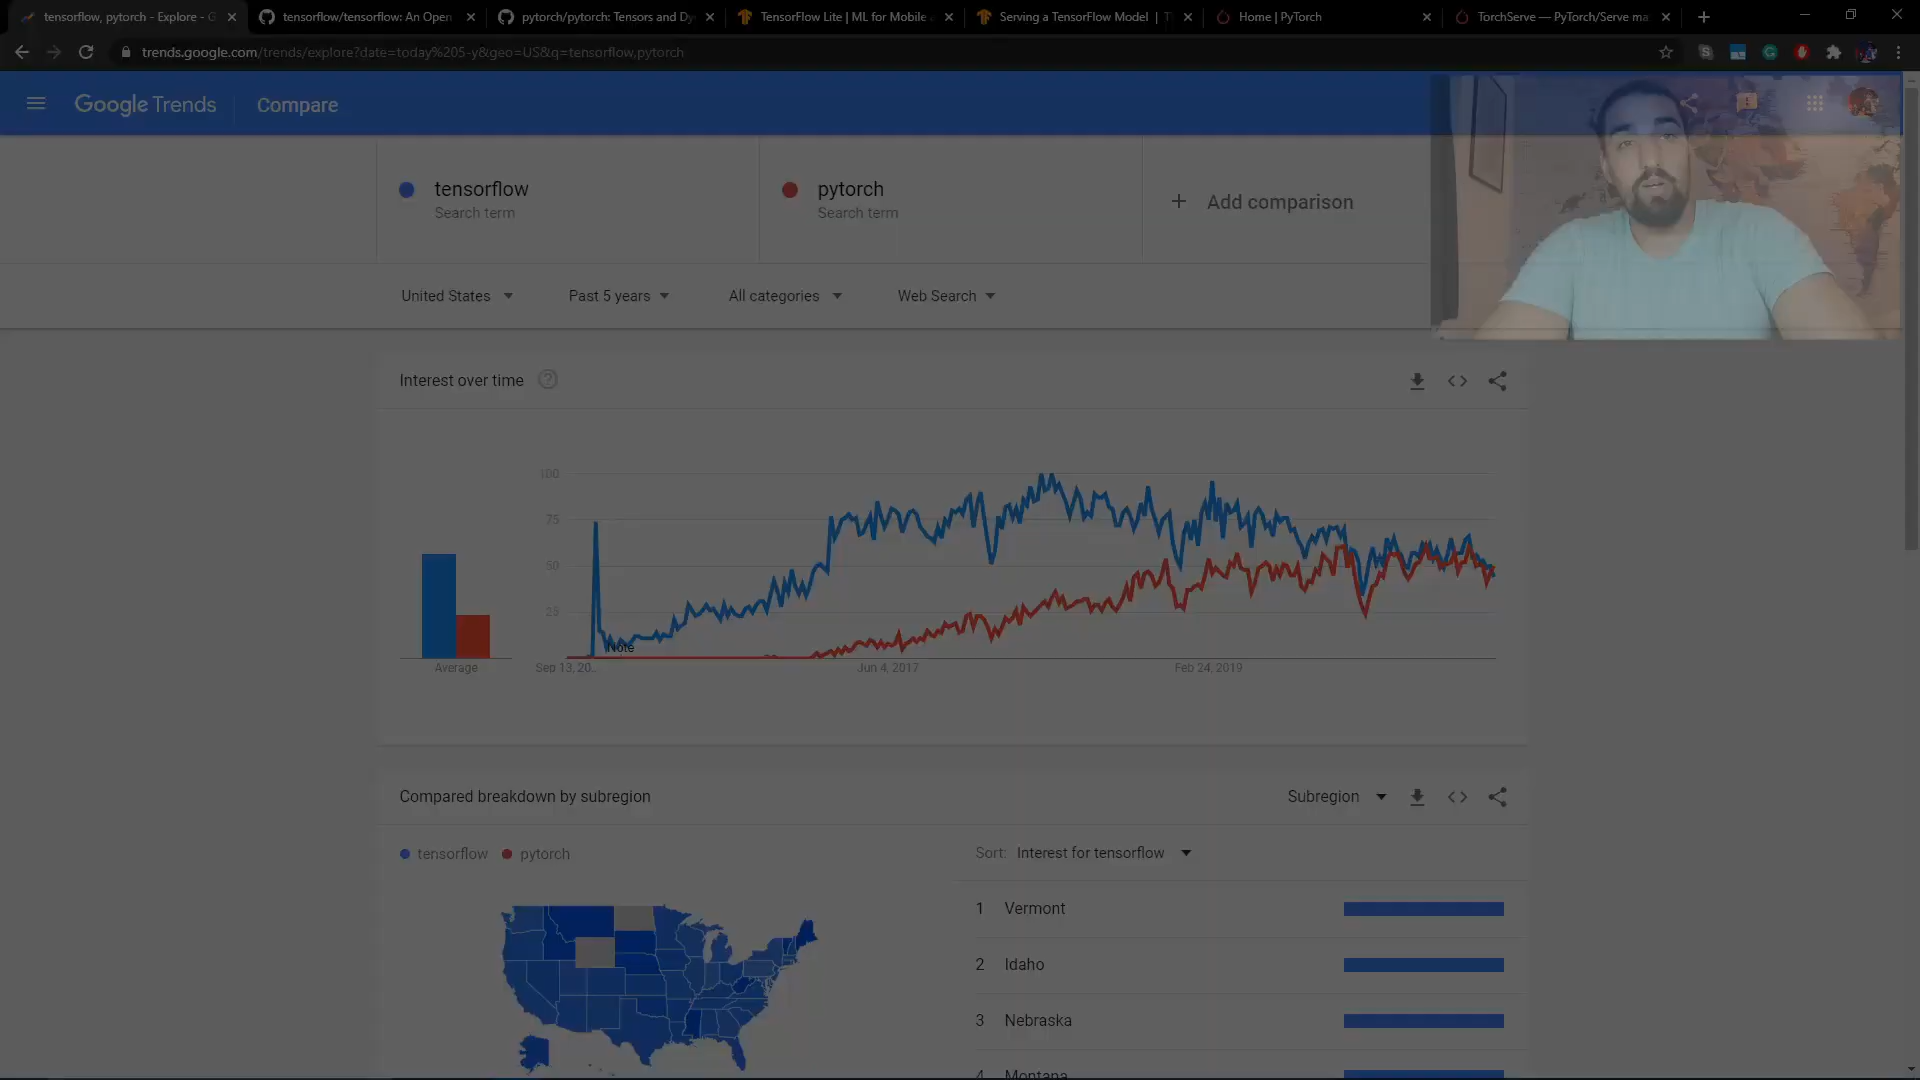 tensorflow, pytorch - Explore - G
tensorflow/tensorflow: An Open
pytorch/pytorch: Tensors and Dy
TensorFlow Lite | ML for Mobile
Serving a TensorFlow Model | T
Home | PyTorch
TorchServe — PyTorch/Serve ma
trends.google.com/trends/explore?date=today%205-y&geo=US&q=tensorflow,pytorch
Google Trends
Compare
tensorflow
Search term
pytorch
Search term
+ Add comparison
United States
Past 5 years
All categories
Web Search
Interest over time
100
75
50
25
Note
Average
Sep 13, 20...
Jun 4, 2017
Feb 24, 2019
Compared breakdown by subregion
Subregion
tensorflow
pytorch
Sort: Interest for tensorflow
1 Vermont
2 Idaho
3 Nebraska
4 Montana